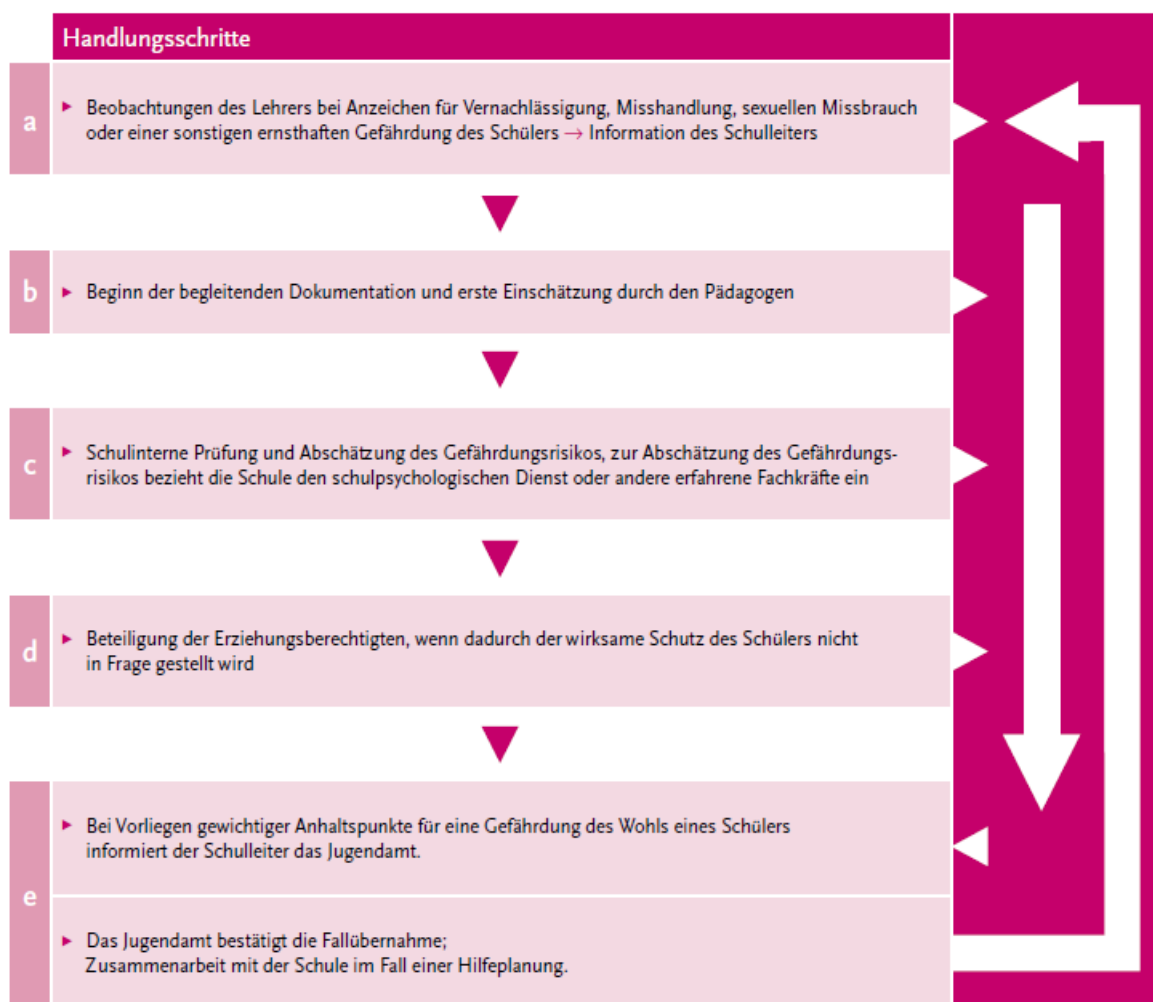 Handlungsschritte
a
▸ Beobachtungen des Lehrers bei Anzeichen für Vernachlässigung, Misshandlung, sexuellen Missbrauch
oder einer sonstigen ernsthaften Gefährdung des Schülers → Information des Schulleiters
b
▸ Beginn der begleitenden Dokumentation und erste Einschätzung durch den Pädagogen
c
▸ Schulinterne Prüfung und Abschätzung des Gefährdungsrisikos, zur Abschätzung des Gefährdungs-
risikos bezieht die Schule den schulpsychologischen Dienst oder andere erfahrene Fachkräfte ein
d
▸ Beteiligung der Erziehungsberechtigten, wenn dadurch der wirksame Schutz des Schülers nicht
in Frage gestellt wird
e
▸ Bei Vorliegen gewichtiger Anhaltspunkte für eine Gefährdung des Wohls eines Schülers
informiert der Schulleiter das Jugendamt.
▸ Das Jugendamt bestätigt die Fallübernahme;
Zusammenarbeit mit der Schule im Fall einer Hilfeplanung.